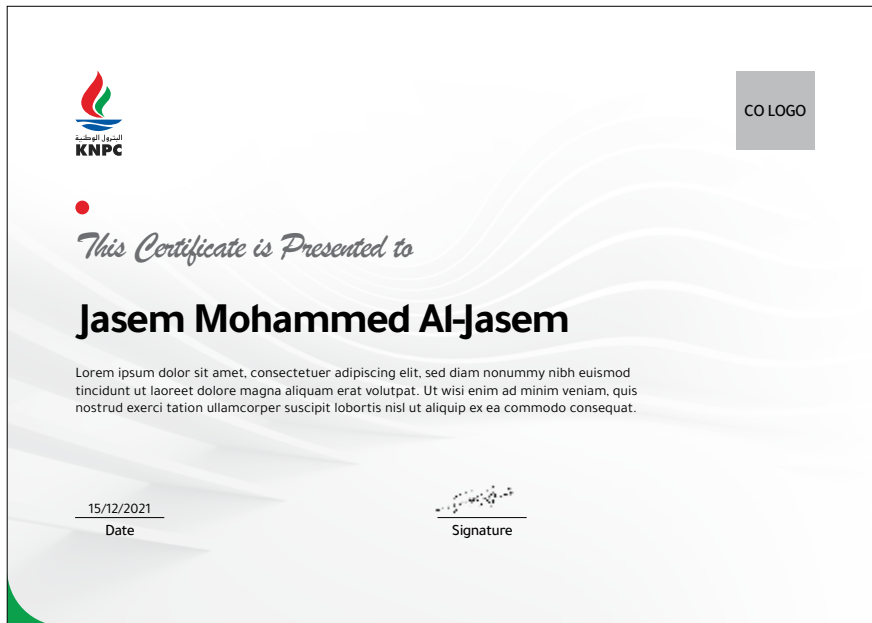 البترول الوطنية
KNPC
CO LOGO
This Certificate is Presented to
Jasem Mohammed Al-Jasem
Lorem ipsum dolor sit amet, consectetuer adipiscing elit, sed diam nonummy nibh euismod
tincidunt ut laoreet dolore magna aliquam erat volutpat. Ut wisi enim ad minim veniam, quis
nostrud exerci tation ullamcorper suscipit lobortis nisl ut aliquip ex ea commodo consequat.
15/12/2021
Date
Signature